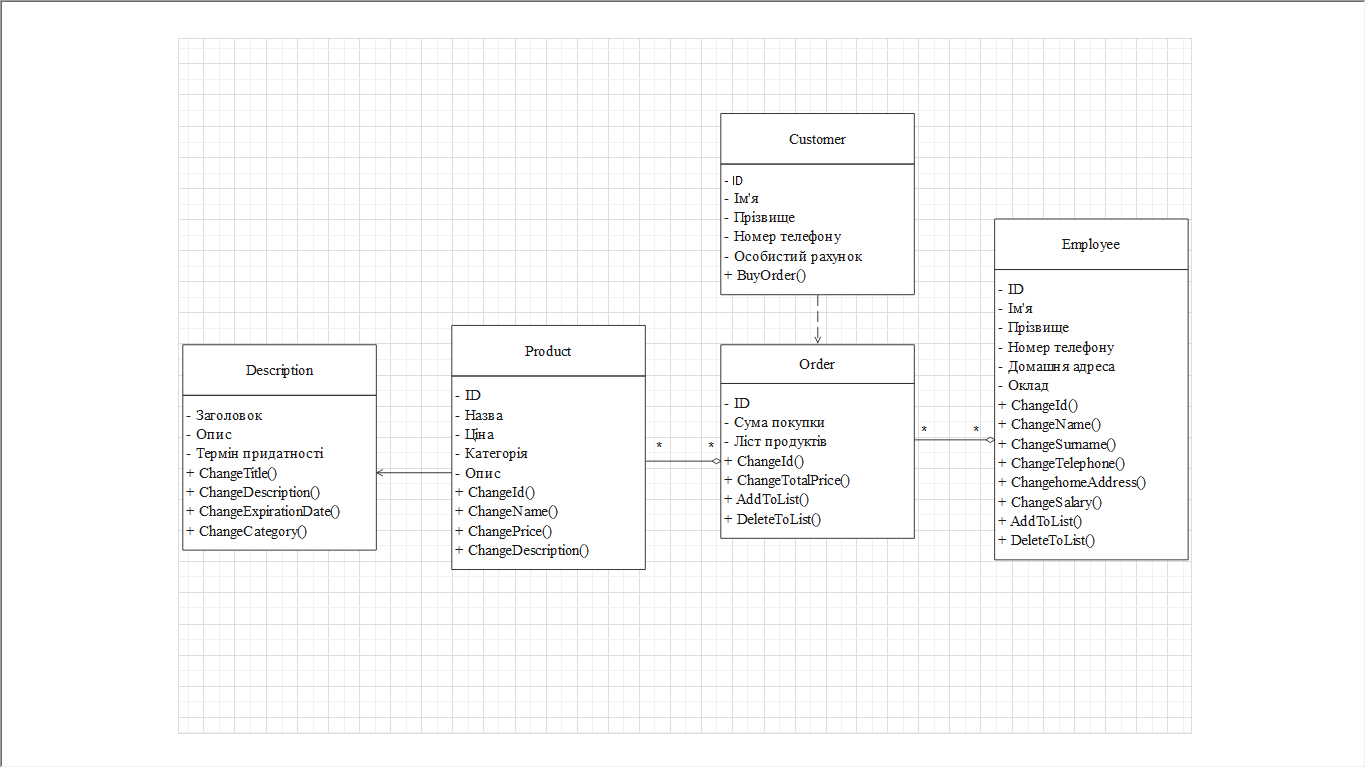 Customer
- ID
- Ім'я
- Прізвище
- Номер телефону
- Особистий рахунок
+ BuyOrder()
Employee
- ID
- Ім'я
- Прізвище
- Номер телефону
- Домашня адреса
- Оклад
+ ChangeId()
+ ChangeName()
+ ChangeSurname()
+ ChangeTelephone()
+ ChangehomeAddress()
+ ChangeSalary()
+ AddToList()
+ DeleteToList()
Description
- Заголовок
- Опис
- Термін придатності
+ ChangeTitle()
+ ChangeDescription()
+ ChangeExpirationDate()
+ ChangeCategory()
Product
- ID
- Назва
- Ціна
- Категорія
- Опис
+ ChangeId()
+ ChangeName()
+ ChangePrice()
+ ChangeDescription()
* *
Order
- ID
- Сума покупки
- Ліст продуктів
+ ChangeId()
+ ChangeTotalPrice()
+ AddToList()
+ DeleteToList()
* *